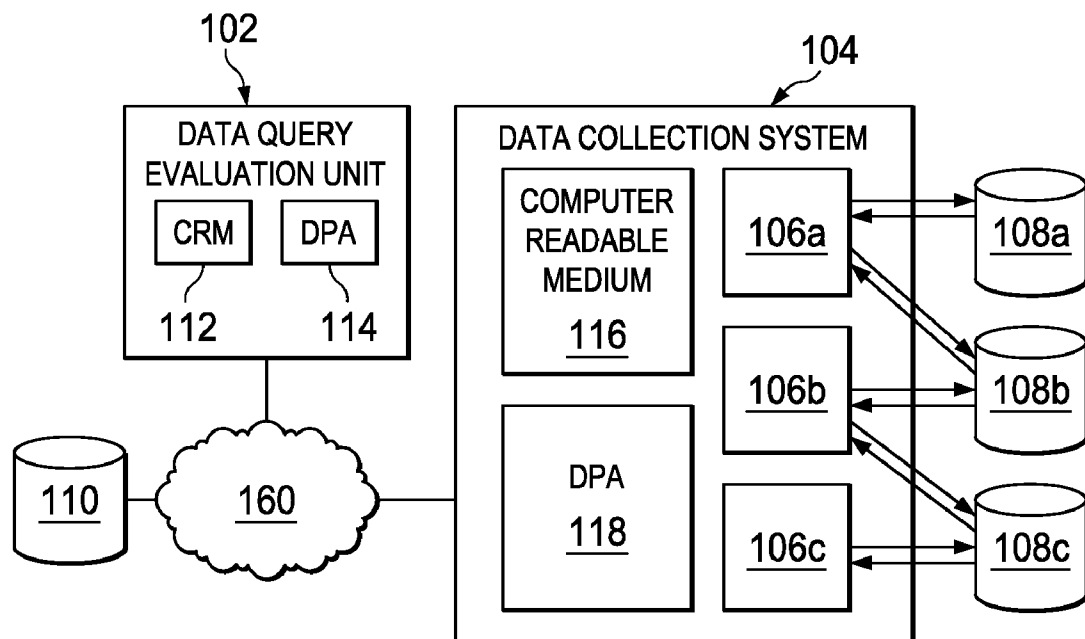 102
104
DATA QUERY
EVALUATION UNIT
CRM
DPA
112
114
DATA COLLECTION SYSTEM
COMPUTER
READABLE
MEDIUM
116
DPA
118
106a
106b
106c
108a
108b
108c
110
160